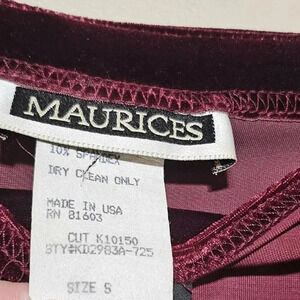 MAURICES
10% SPANDEX
DRY CLEAN ONLY
MADE IN USA
RN 81603
CUT K10150
STY#KD2983A-725
SIZE S